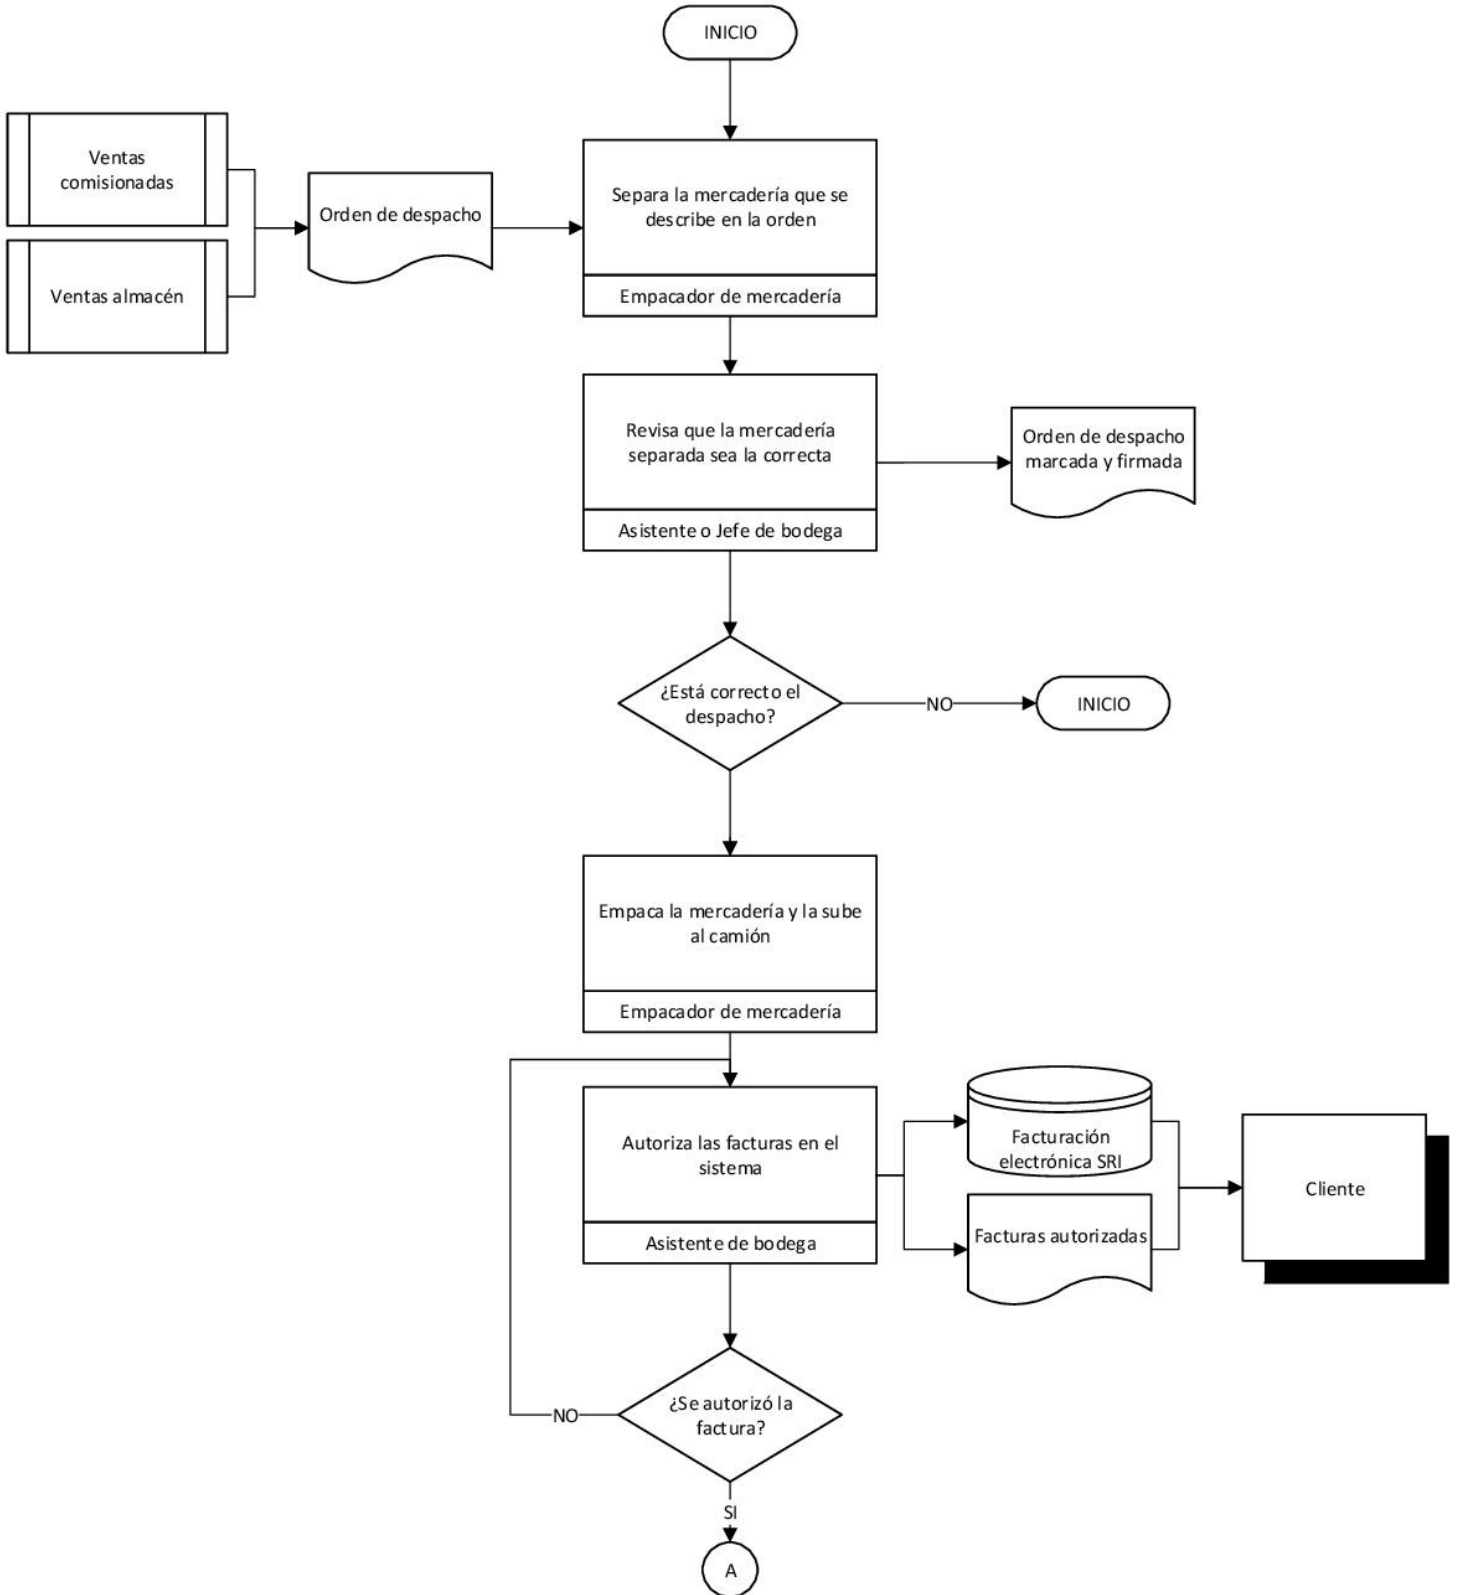 INICIO
Ventas
comisionadas
Ventas almacén
Orden de despacho
Separa la mercadería que se
describe en la orden
Empacador de mercadería
Revisa que la mercadería
separada sea la correcta
Asistente o Jefe de bodega
Orden de despacho
marcada y firmada
¿Está correcto el
despacho?
NO
INICIO
Empaca la mercadería y la sube
al camión
Empacador de mercadería
Autoriza las facturas en el
sistema
Asistente de bodega
Facturación
electrónica SRI
Facturas autorizadas
Cliente
¿Se autorizó la
factura?
NO
SI
A